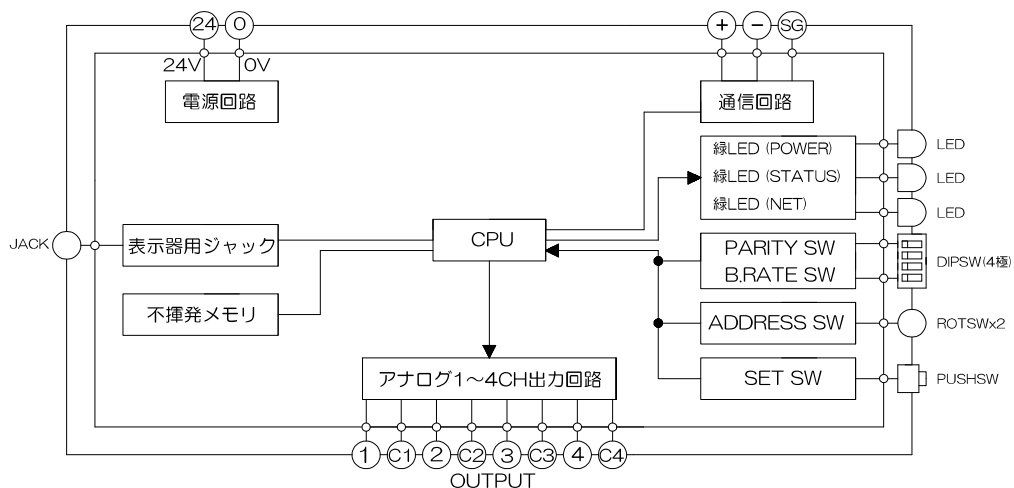 24 0 + − SG
24V 0V
電源回路
通信回路
緑LED (POWER)
緑LED (STATUS)
緑LED (NET)
LED
LED
LED
JACK
表示器用ジャック
CPU
PARITY SW
B.RATE SW
DIPSW(4極)
不揮発メモリ
ADDRESS SW
ROTSWx2
アナログ1～4CH出力回路
SET SW
PUSHSW
1 C1 2 C2 3 C3 4 C4
OUTPUT